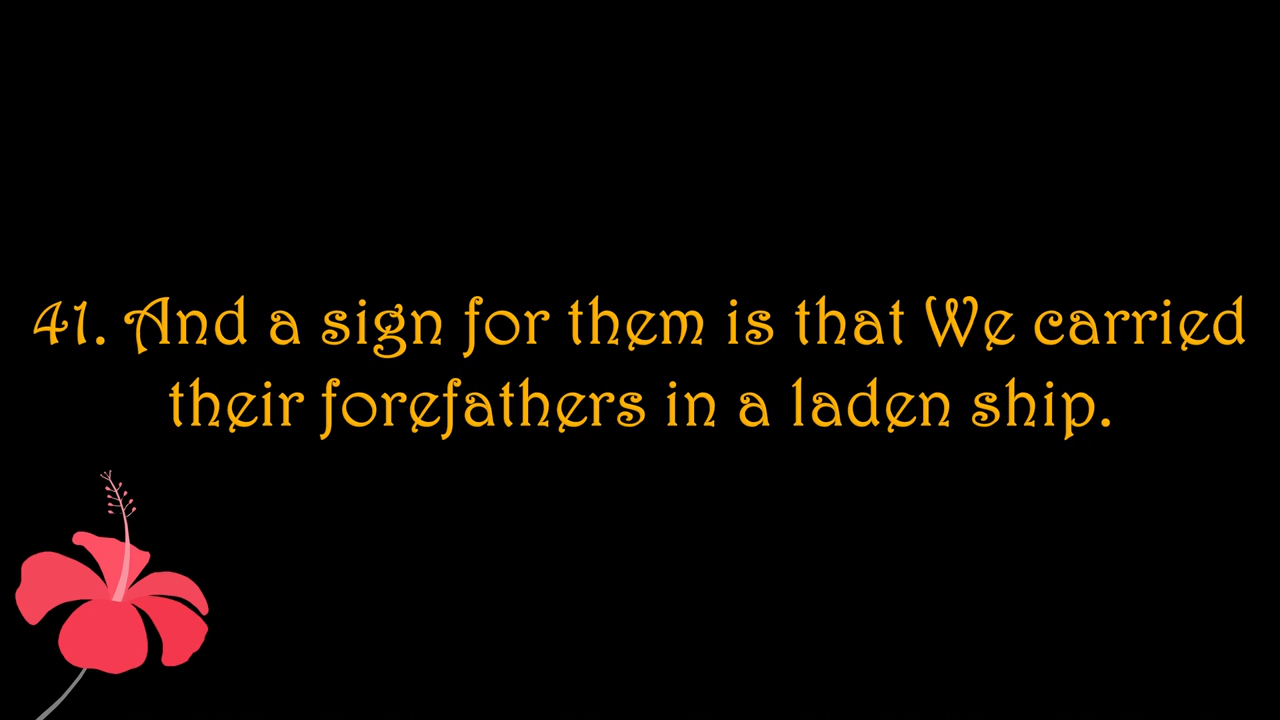 41. And a sign for them is that We carried
their forefathers in a laden ship.